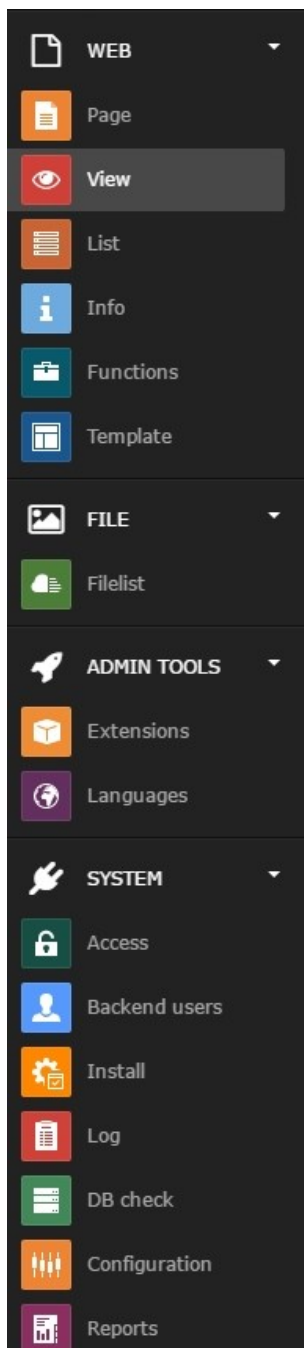 WEB
Page
View
List
Info
Functions
Template
FILE
Filelist
ADMIN TOOLS
Extensions
Languages
SYSTEM
Access
Backend users
Install
Log
DB check
Configuration
Reports